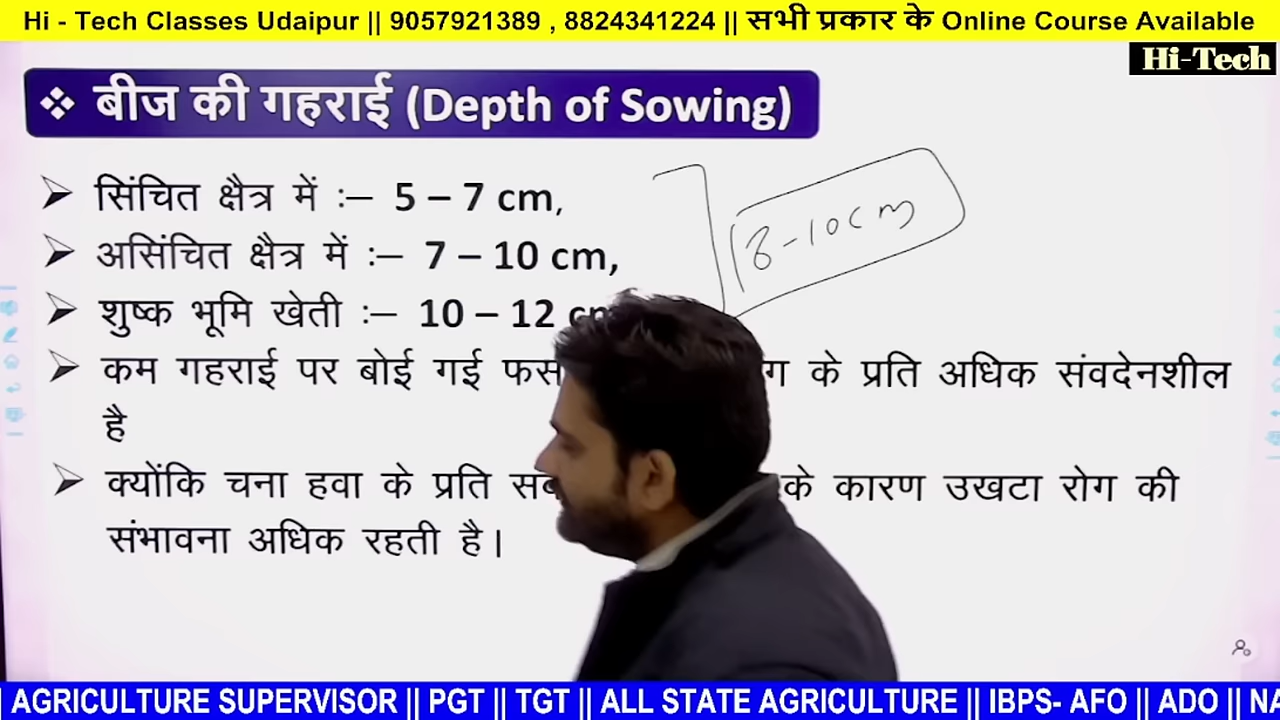 Hi - Tech Classes Udaipur || 9057921389 , 8824341224 || सभी प्रकार के Online Course Available
Hi-Tech
❖ बीज की गहराई (Depth of Sowing)
➢ सिंचित क्षैत्र में :– 5 – 7 cm,
8-10cm
➢ असिंचित क्षैत्र में :– 7 – 10 cm,
➢ शुष्क भूमि खेती :– 10 – 12
➢ कम गहराई पर बोई गई के प्रति अधिक संवदेनशील
है
➢ क्योंकि चना हवा के प्रति के कारण उखटा रोग की
संभावना अधिक रहती है।
AGRICULTURE SUPERVISOR || PGT || TGT || ALL STATE AGRICULTURE || IBPS- AFO || ADO ||